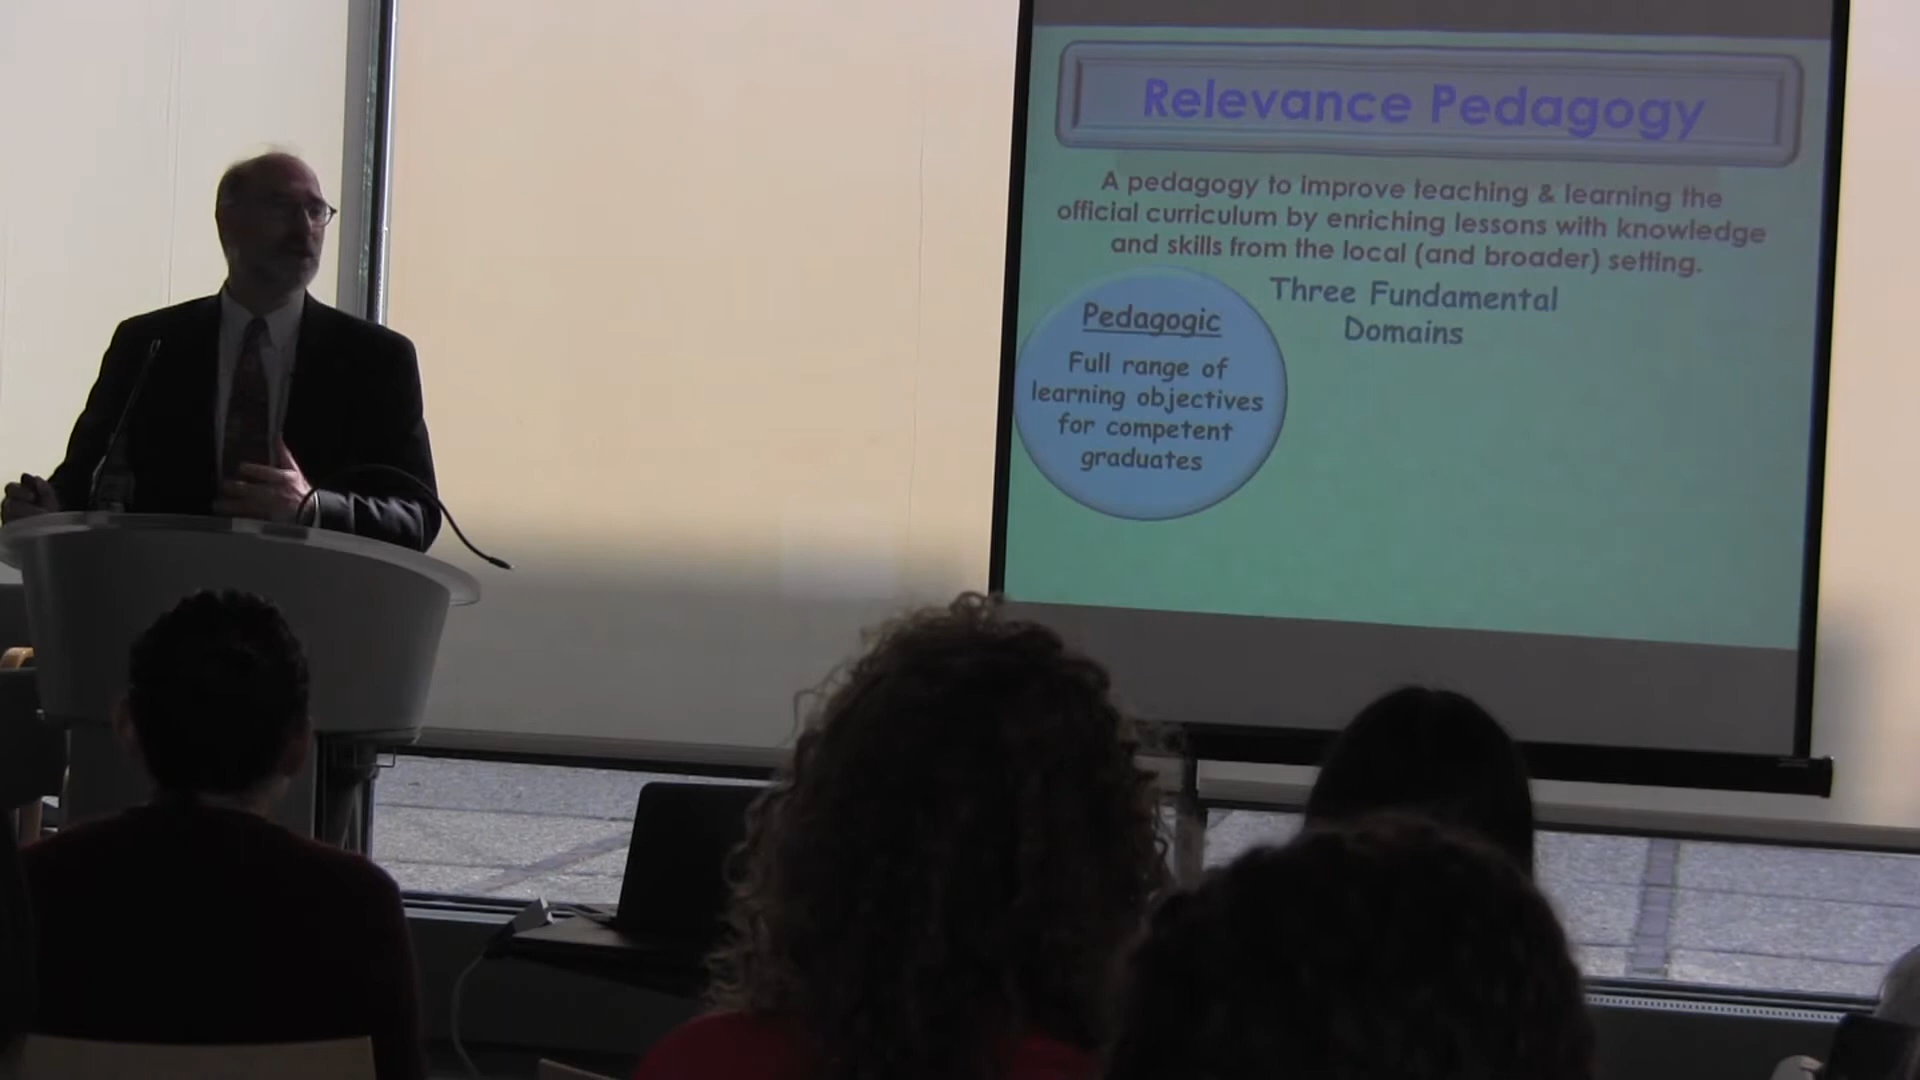 Relevance Pedagogy
A pedagogy to improve teaching & learning the
official curriculum by enriching lessons with knowledge
and skills from the local (and broader) setting.
Three Fundamental
Domains
Pedagogic
Full range of
learning objectives
for competent
graduates